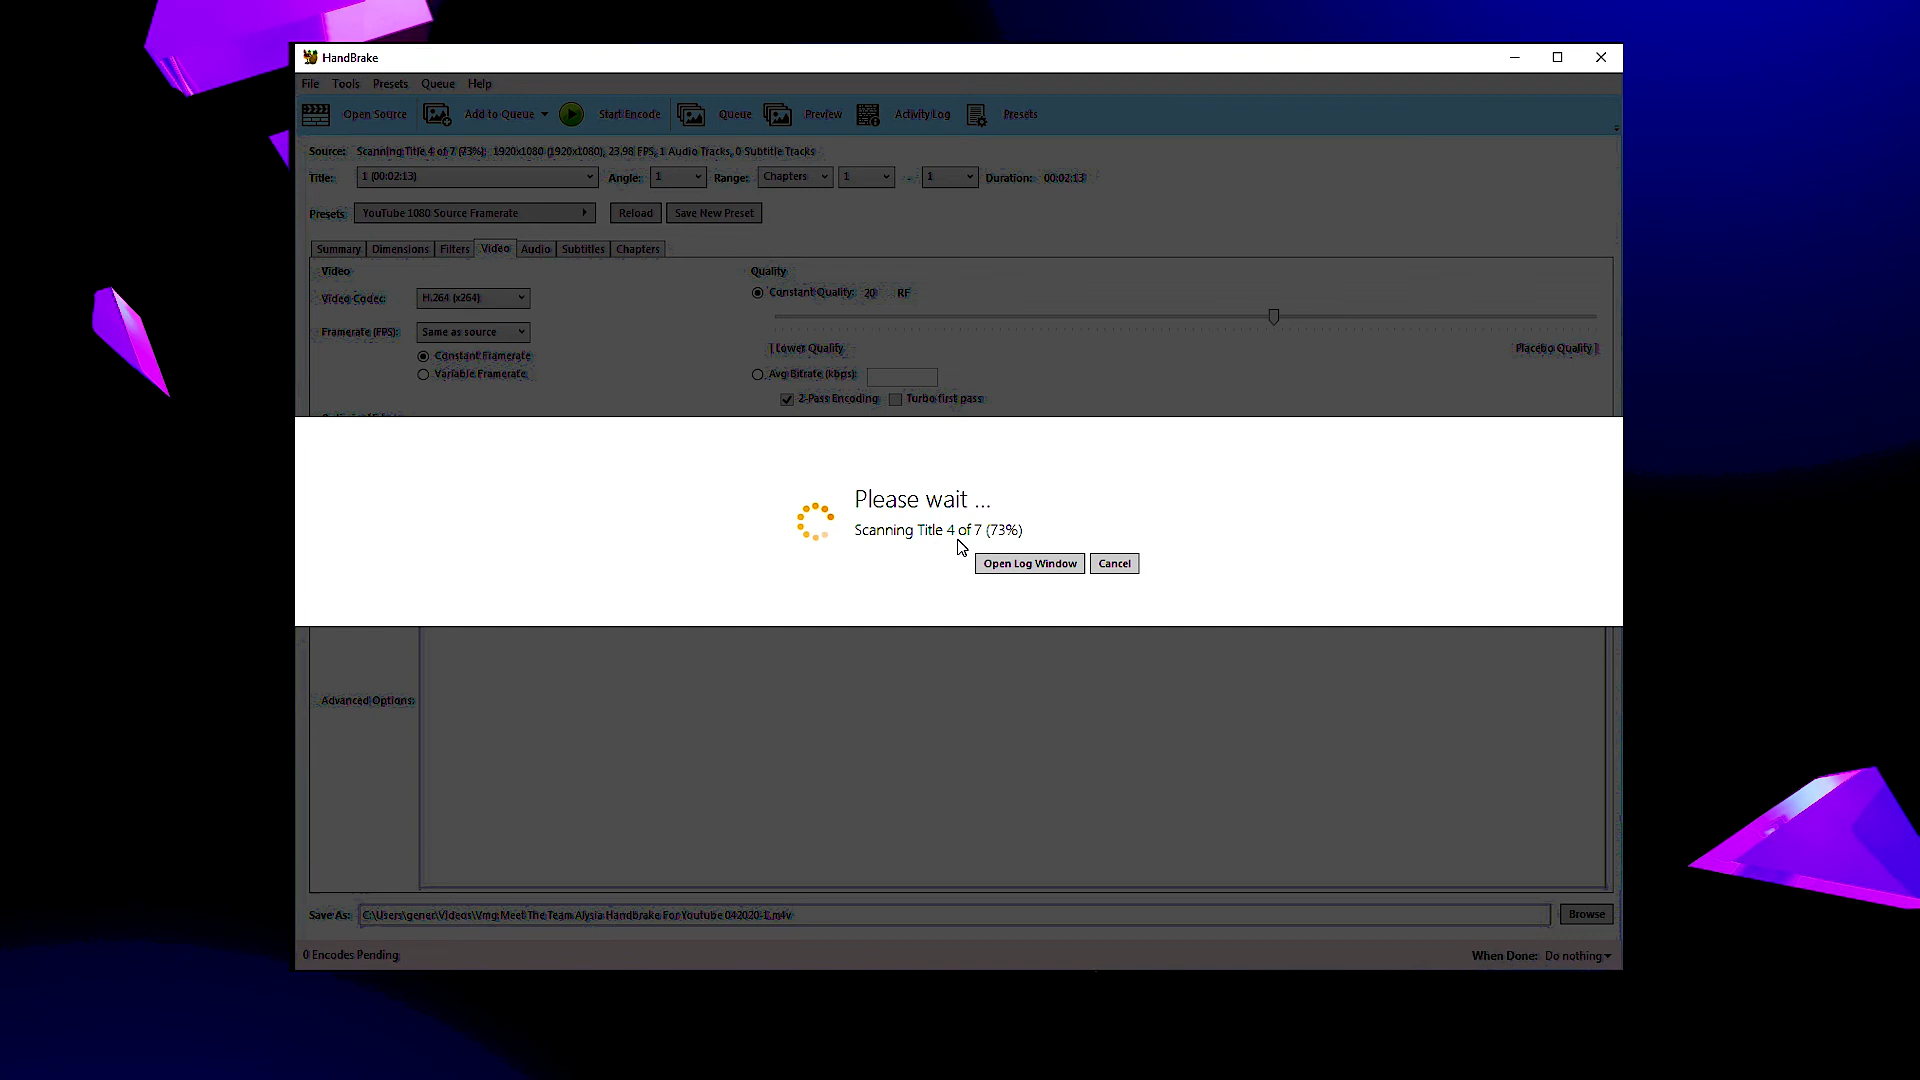 HandBrake
File Tools Presets Queue Help
Open Source Add to Queue Start Encode Queue Preview Activity Log Presets
Source: Scanning Title 4 of 7 (73%): 1920x1080 (1920x1080), 23.98 FPS, 1 Audio Tracks, 0 Subtitle Tracks
Title: 1 (00:02:13) Angle: 1 Range: Chapters 1 - 1 Duration: 00:02:13
Presets: YouTube 1080 Source Framerate Reload Save New Preset
Summary Dimensions Filters Video Audio Subtitles Chapters
Video Quality
Constant Quality: 20 RF
Video Codec: H.264 (x264)
Framerate (FPS): Same as source
[ Lower Quality Placebo Quality ]
Constant Framerate
Variable Framerate Avg Bitrate (kbps):
2-Pass Encoding Turbo first pass
Please wait ...
Scanning Title 4 of 7 (73%)
Open Log Window Cancel
Advanced Options:
Save As: C:\Users\gener\Videos\Vmg Meet The Team Alysia Handbrake For Youtube 042020-1.m4v Browse
0 Encodes Pending When Done: Do nothing